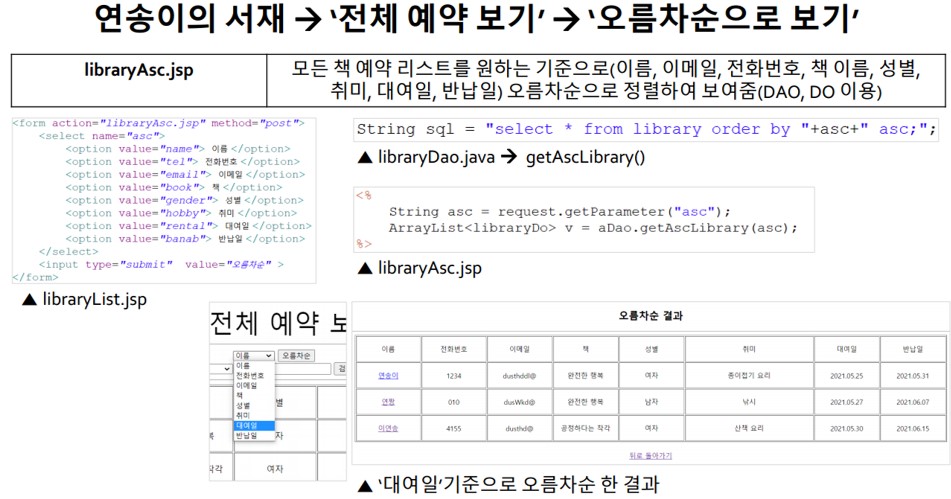 연송이의 서재 → '전체 예약 보기' → '오름차순으로 보기'
libraryAsc.jsp
모든 책 예약 리스트를 원하는 기준으로(이름, 이메일, 전화번호, 책 이름, 성별,
취미, 대여일, 반납일) 오름차순으로 정렬하여 보여줌(DAO, DO 이용)
<form action="libraryAsc.jsp" method="post">
<select name="asc">
<option value="name"> 이름 </option>
<option value="tel"> 전화번호 </option>
<option value="email"> 이메일 </option>
<option value="book"> 책 </option>
<option value="gender"> 성별 </option>
<option value="hobby"> 취미 </option>
<option value="rental"> 대여일 </option>
<option value="banab"> 반납일 </option>
</select>
<input type="submit" value="오름차순" >
</form>
▲ libraryList.jsp
String sql = "select * from library order by "+asc+" asc;";
▲ libraryDao.java → getAscLibrary()
<%
String asc = request.getParameter("asc");
ArrayList<libraryDo> v = aDao.getAscLibrary(asc);
%>
▲ libraryAsc.jsp
전체 예약 보
이름 오름차순
이름
전화번호
이메일
책
성별
취미
대여일
반납일
별
자
각 여자
오름차순 결과
이름 전화번호 이메일 책 성별 취미 대여일 반납일
연송이 1234 dusthddl@ 완전한 행복 여자 종이접기 요리 2021.05.25 2021.05.31
연짱 010 dusWkd@ 완전한 행복 남자 낚시 2021.05.27 2021.06.07
이연송 4155 dusthd@ 공정하다는 착각 여자 산책 요리 2021.05.30 2021.06.15
뒤로 돌아가기
▲ '대여일'기준으로 오름차순 한 결과